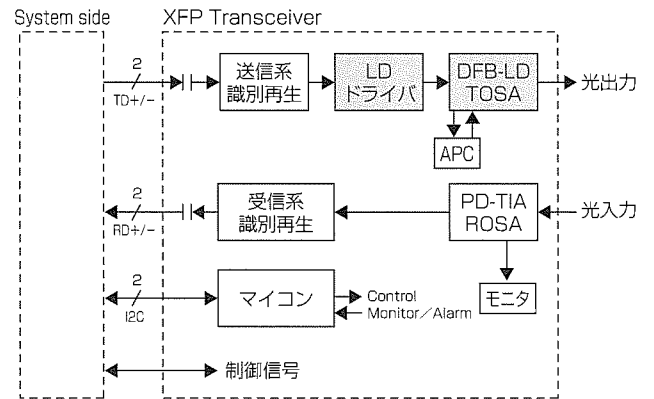 System side
XFP Transceiver
2
TD+/−
送信系
識別再生
LD
ドライバ
DFB-LD
TOSA
光出力
APC
2
RD+/−
受信系
識別再生
PD-TIA
ROSA
光入力
モニタ
2
I2C
マイコン
Control
Monitor／Alarm
制御信号